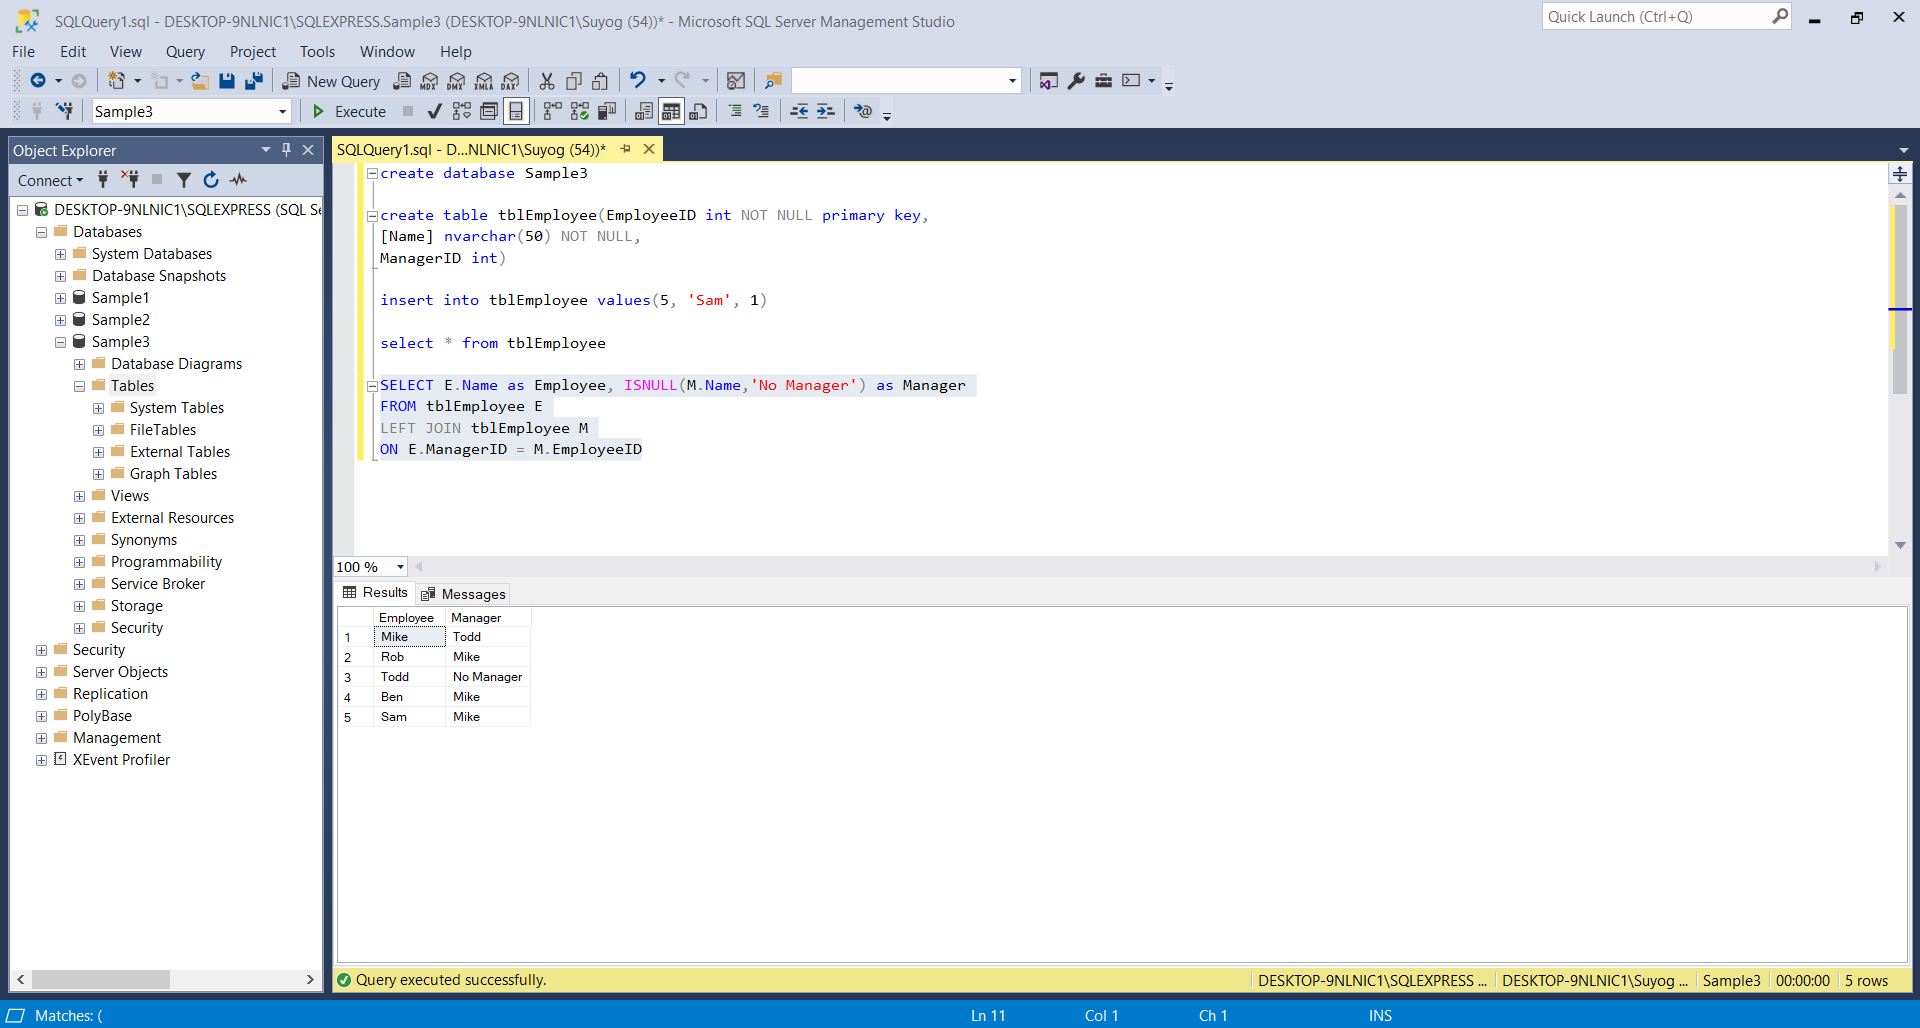 SQLQuery1.sql - DESKTOP-9NLNIC1\SQLEXPRESS.Sample3 (DESKTOP-9NLNIC1\Suyog (54))* - Microsoft SQL Server Management Studio
Quick Launch (Ctrl+Q)
File Edit View Query Project Tools Window Help
New Query MDX DMX XMLA DAX
Sample3 Execute
Object Explorer
Connect
DESKTOP-9NLNIC1\SQLEXPRESS (SQL Se
Databases
System Databases
Database Snapshots
Sample1
Sample2
Sample3
Database Diagrams
Tables
System Tables
FileTables
External Tables
Graph Tables
Views
External Resources
Synonyms
Programmability
Service Broker
Storage
Security
Security
Server Objects
Replication
PolyBase
Management
XEvent Profiler
SQLQuery1.sql - D...NLNIC1\Suyog (54))*
create database Sample3
create table tblEmployee(EmployeeID int NOT NULL primary key,
[Name] nvarchar(50) NOT NULL,
ManagerID int)
insert into tblEmployee values(5, 'Sam', 1)
select * from tblEmployee
SELECT E.Name as Employee, ISNULL(M.Name,'No Manager') as Manager
FROM tblEmployee E
LEFT JOIN tblEmployee M
ON E.ManagerID = M.EmployeeID
100 %
Results Messages
Employee Manager
1 Mike Todd
2 Rob Mike
3 Todd No Manager
4 Ben Mike
5 Sam Mike
Query executed successfully.
DESKTOP-9NLNIC1\SQLEXPRESS ... DESKTOP-9NLNIC1\Suyog ... Sample3 00:00:00 5 rows
Matches: (
Ln 11 Col 1 Ch 1 INS